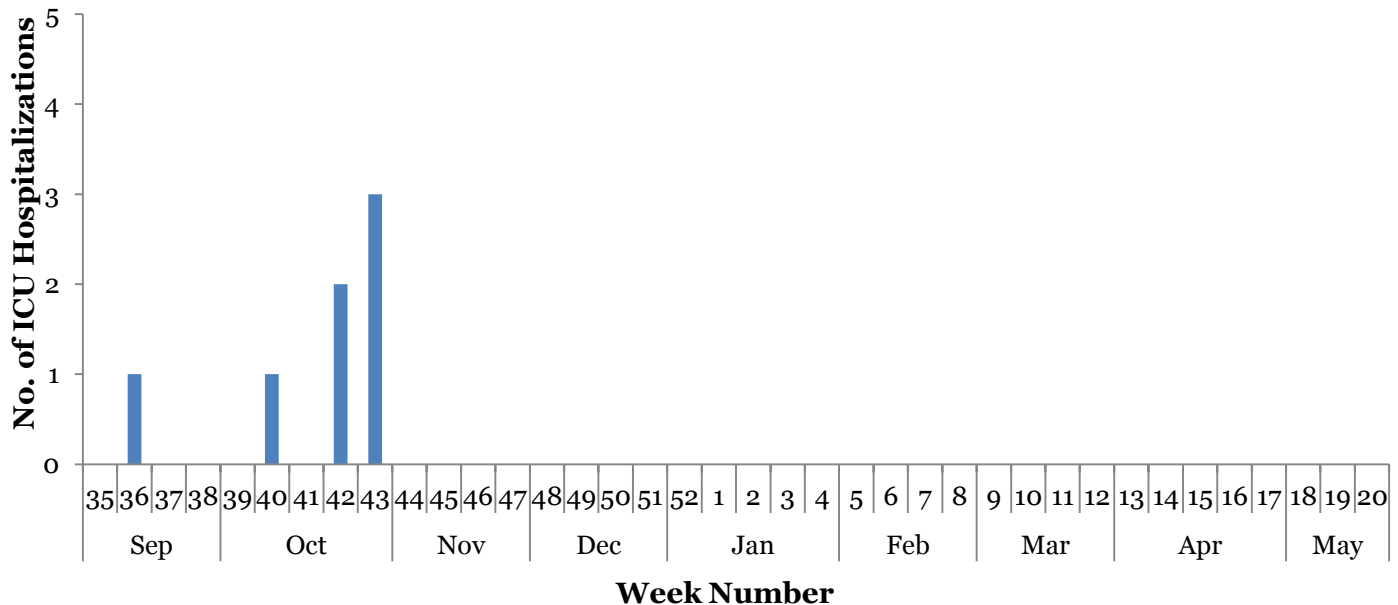 No. of ICU Hospitalizations
5
4
3
2
1
0
35 36 37 38 39 40 41 42 43 44 45 46 47 48 49 50 51 52 1 2 3 4 5 6 7 8 9 10 11 12 13 14 15 16 17 18 19 20
Sep Oct Nov Dec Jan Feb Mar Apr May
Week Number